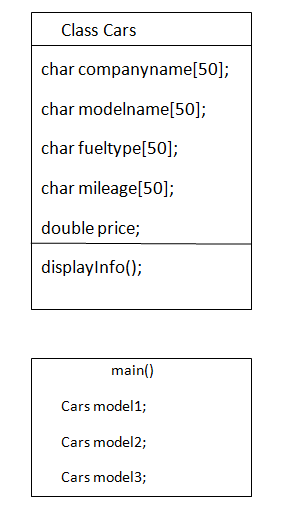 Class Cars
char companyname[50];
char modelname[50];
char fueltype[50];
char mileage[50];
double price;
displayInfo();
main()
Cars model1;
Cars model2;
Cars model3;